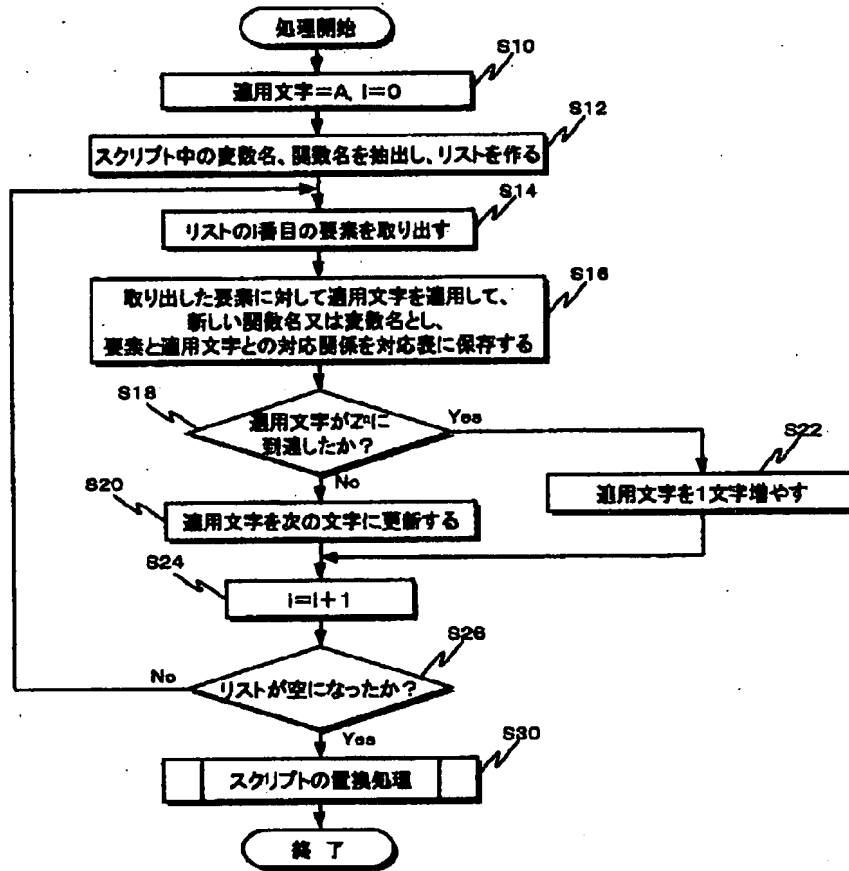 処理開始
S10
適用文字=A, i=0
S12
スクリプト中の変数名、関数名を抽出し、リストを作る
S14
リストのi番目の要素を取り出す
S16
取り出した要素に対して適用文字を適用して、
新しい関数名又は変数名とし、
要素と適用文字との対応関係を対応表に保存する
S18
適用文字がZⁿに
到達したか?
Yes
No
S22
適用文字を1文字増やす
S20
適用文字を次の文字に更新する
S24
i=i+1
S26
リストが空になったか?
No
Yes
S30
スクリプトの置換処理
終 了